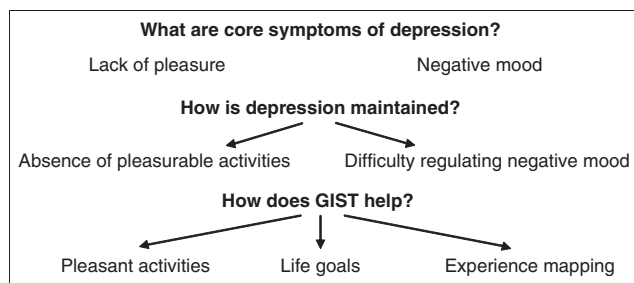 What are core symptoms of depression?
Lack of pleasure Negative mood
How is depression maintained?
Absence of pleasurable activities Difficulty regulating negative mood
How does GIST help?
Pleasant activities Life goals Experience mapping